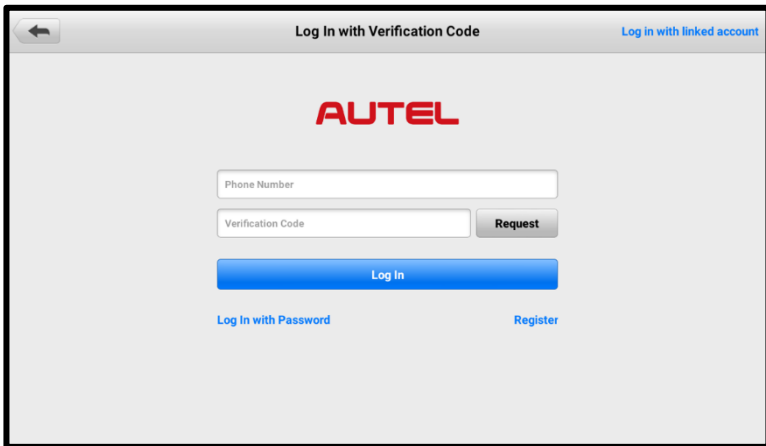 Log In with Verification Code
Log in with linked account
AUTEL
Phone Number
Verification Code
Request
Log In
Log In with Password
Register